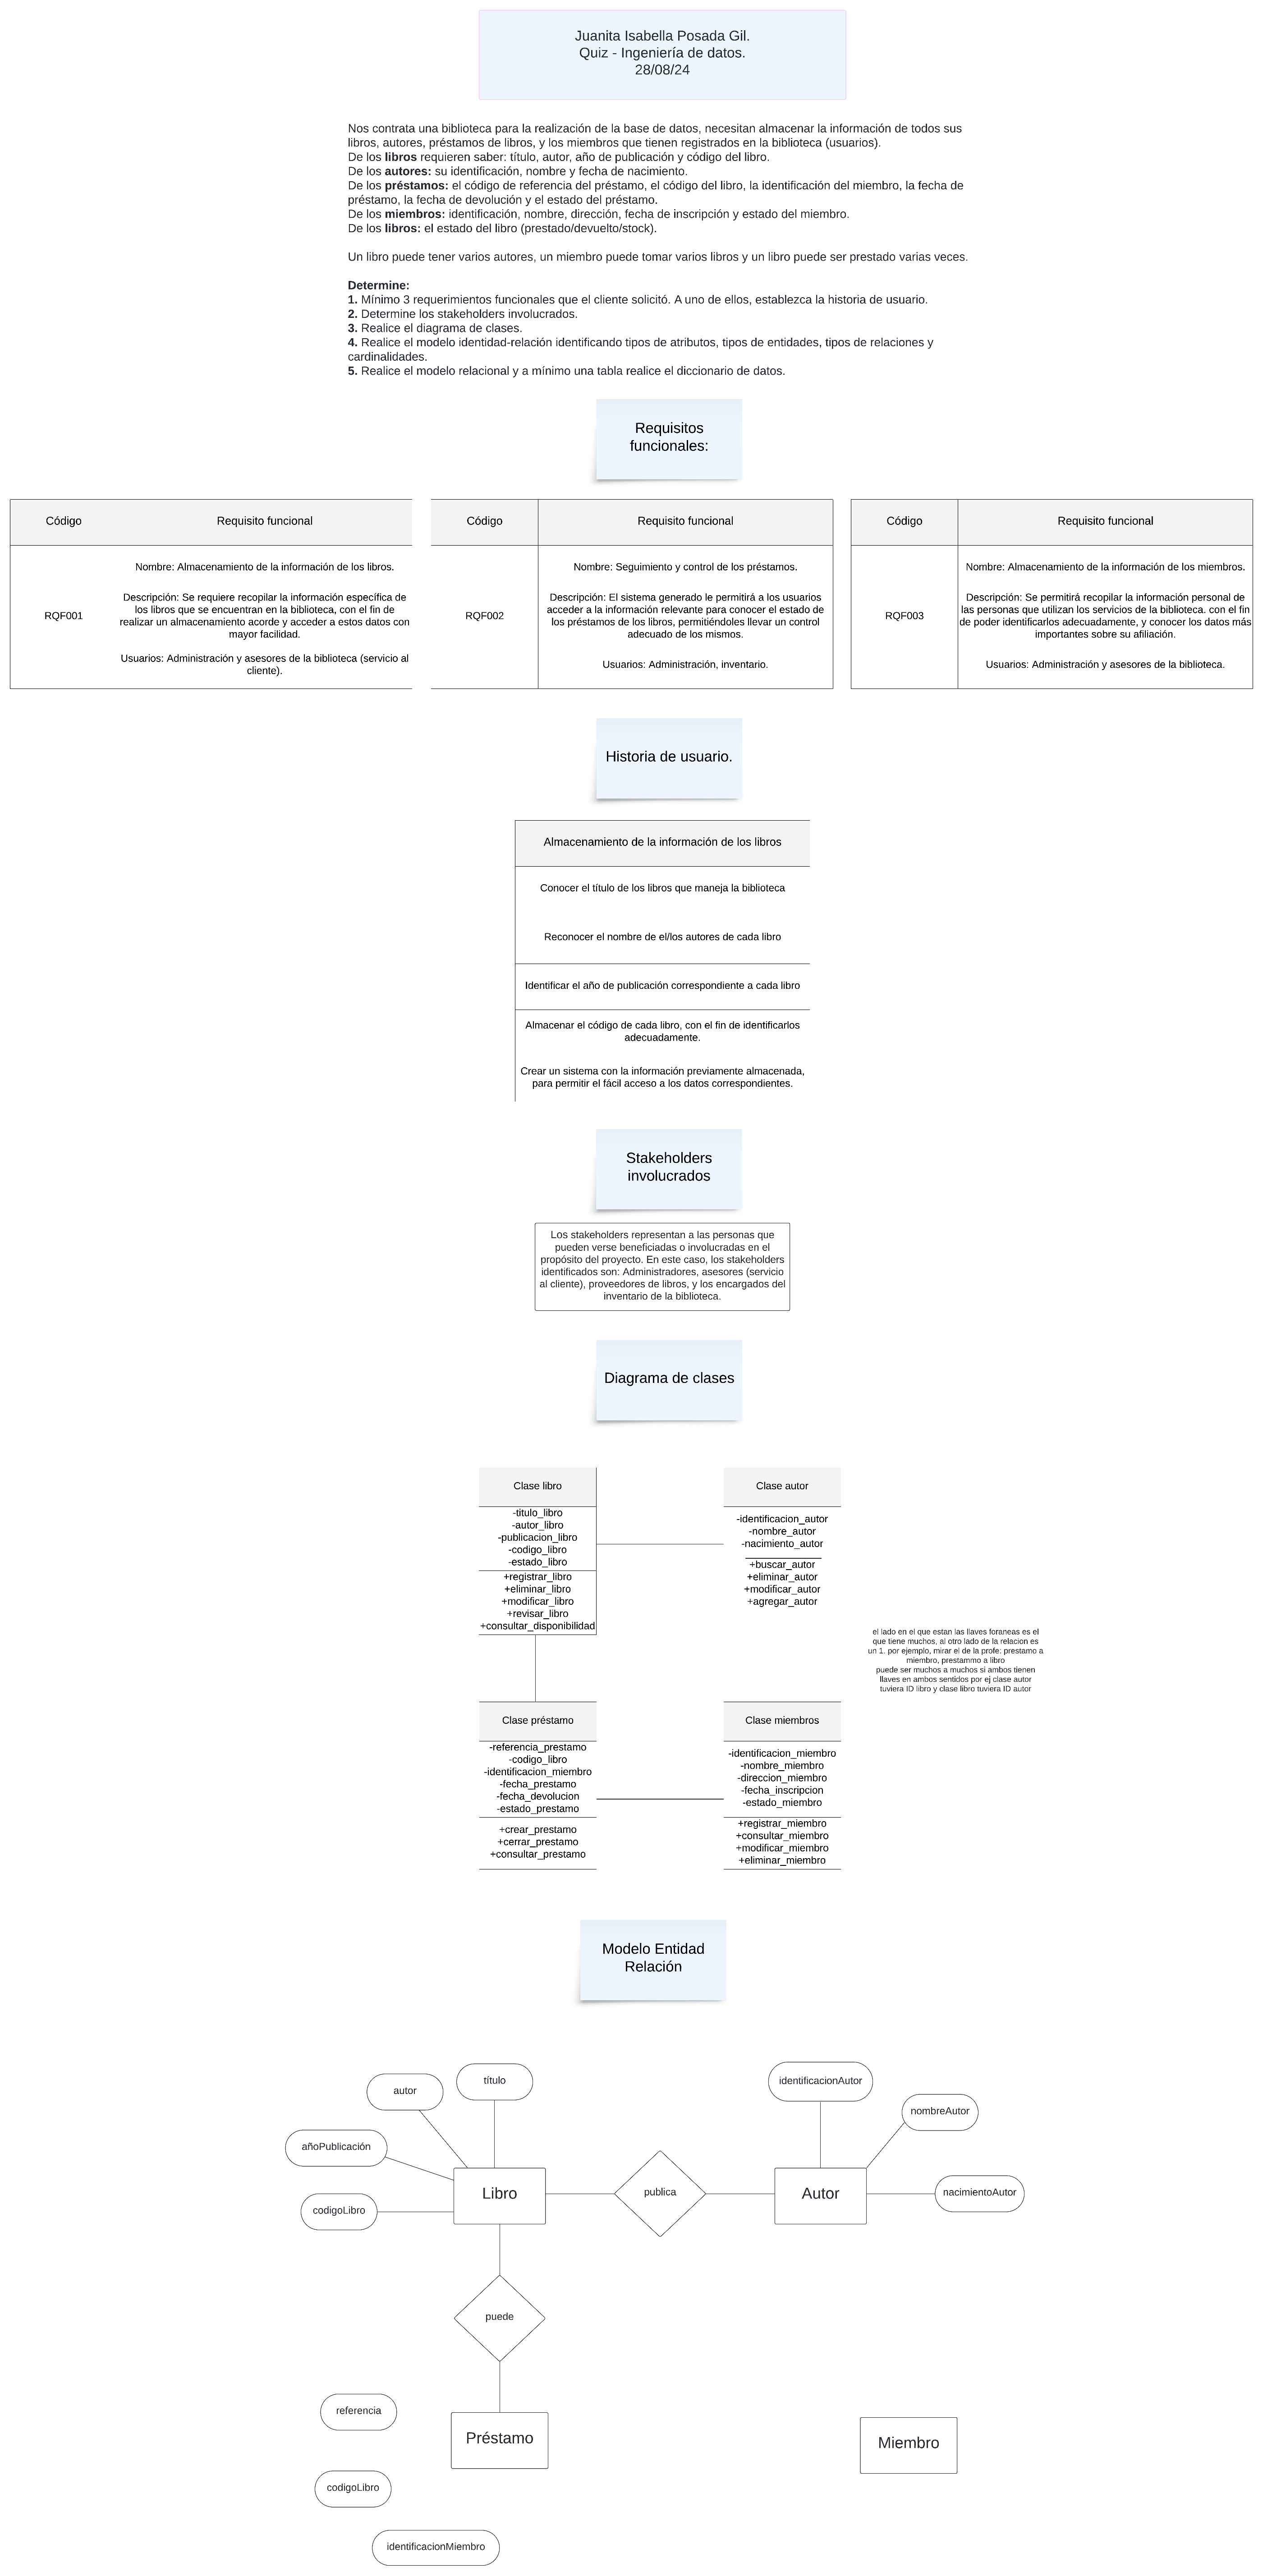 Juanita Isabella Posada Gil.
Quiz - Ingeniería de datos.
28/08/24
Nos contrata una biblioteca para la realización de la base de datos, necesitan almacenar la información de todos sus
libros, autores, préstamos de libros, y los miembros que tienen registrados en la biblioteca (usuarios).
De los libros requieren saber: título, autor, año de publicación y código del libro.
De los autores: su identificación, nombre y fecha de nacimiento.
De los préstamos: el código de referencia del préstamo, el código del libro, la identificación del miembro, la fecha de
préstamo, la fecha de devolución y el estado del préstamo.
De los miembros: identificación, nombre, dirección, fecha de inscripción y estado del miembro.
De los libros: el estado del libro (prestado/devuelto/stock).
Un libro puede tener varios autores, un miembro puede tomar varios libros y un libro puede ser prestado varias veces.
Determine:
1. Mínimo 3 requerimientos funcionales que el cliente solicitó. A uno de ellos, establezca la historia de usuario.
2. Determine los stakeholders involucrados.
3. Realice el diagrama de clases.
4. Realice el modelo identidad-relación identificando tipos de atributos, tipos de entidades, tipos de relaciones y
cardinalidades.
5. Realice el modelo relacional y a mínimo una tabla realice el diccionario de datos.
Requisitos
funcionales:
Código
Requisito funcional
RQF001
Nombre: Almacenamiento de la información de los libros.
Descripción: Se requiere recopilar la información específica de
los libros que se encuentran en la biblioteca, con el fin de
realizar un almacenamiento acorde y acceder a estos datos con
mayor facilidad.
Usuarios: Administración y asesores de la biblioteca (servicio al
cliente).
Código
Requisito funcional
RQF002
Nombre: Seguimiento y control de los préstamos.
Descripción: El sistema generado le permitirá a los usuarios
acceder a la información relevante para conocer el estado de
los préstamos de los libros, permitiéndoles llevar un control
adecuado de los mismos.
Usuarios: Administración, inventario.
Código
Requisito funcional
RQF003
Nombre: Almacenamiento de la información de los miembros.
Descripción: Se permitirá recopilar la información personal de
las personas que utilizan los servicios de la biblioteca. con el fin
de poder identificarlos adecuadamente, y conocer los datos más
importantes sobre su afiliación.
Usuarios: Administración y asesores de la biblioteca.
Historia de usuario.
Almacenamiento de la información de los libros
Conocer el título de los libros que maneja la biblioteca
Reconocer el nombre de el/los autores de cada libro
Identificar el año de publicación correspondiente a cada libro
Almacenar el código de cada libro, con el fin de identificarlos
adecuadamente.
Crear un sistema con la información previamente almacenada,
para permitir el fácil acceso a los datos correspondientes.
Stakeholders
involucrados
Los stakeholders representan a las personas que
pueden verse beneficiadas o involucradas en el
propósito del proyecto. En este caso, los stakeholders
identificados son: Administradores, asesores (servicio
al cliente), proveedores de libros, y los encargados del
inventario de la biblioteca.
Diagrama de clases
Clase libro
-titulo_libro
-autor_libro
-publicacion_libro
-codigo_libro
-estado_libro
+registrar_libro
+eliminar_libro
+modificar_libro
+revisar_libro
+consultar_disponibilidad
Clase autor
-identificacion_autor
-nombre_autor
-nacimiento_autor
+buscar_autor
+eliminar_autor
+modificar_autor
+agregar_autor
el lado en el que estan las llaves foraneas es el
que tiene muchos, al otro lado de la relacion es
un 1. por ejemplo, mirar el de la profe: prestamo a
miembro, prestammo a libro
puede ser muchos a muchos si ambos tienen
llaves en ambos sentidos por ej clase autor
tuviera ID libro y clase libro tuviera ID autor
Clase préstamo
-referencia_prestamo
-codigo_libro
-identificacion_miembro
-fecha_prestamo
-fecha_devolucion
-estado_prestamo
+crear_prestamo
+cerrar_prestamo
+consultar_prestamo
Clase miembros
-identificacion_miembro
-nombre_miembro
-direccion_miembro
-fecha_inscripcion
-estado_miembro
+registrar_miembro
+consultar_miembro
+modificar_miembro
+eliminar_miembro
Modelo Entidad
Relación
título
autor
añoPublicación
codigoLibro
Libro
publica
identificacionAutor
nombreAutor
nacimientoAutor
Autor
puede
referencia
Préstamo
Miembro
codigoLibro
identificacionMiembro